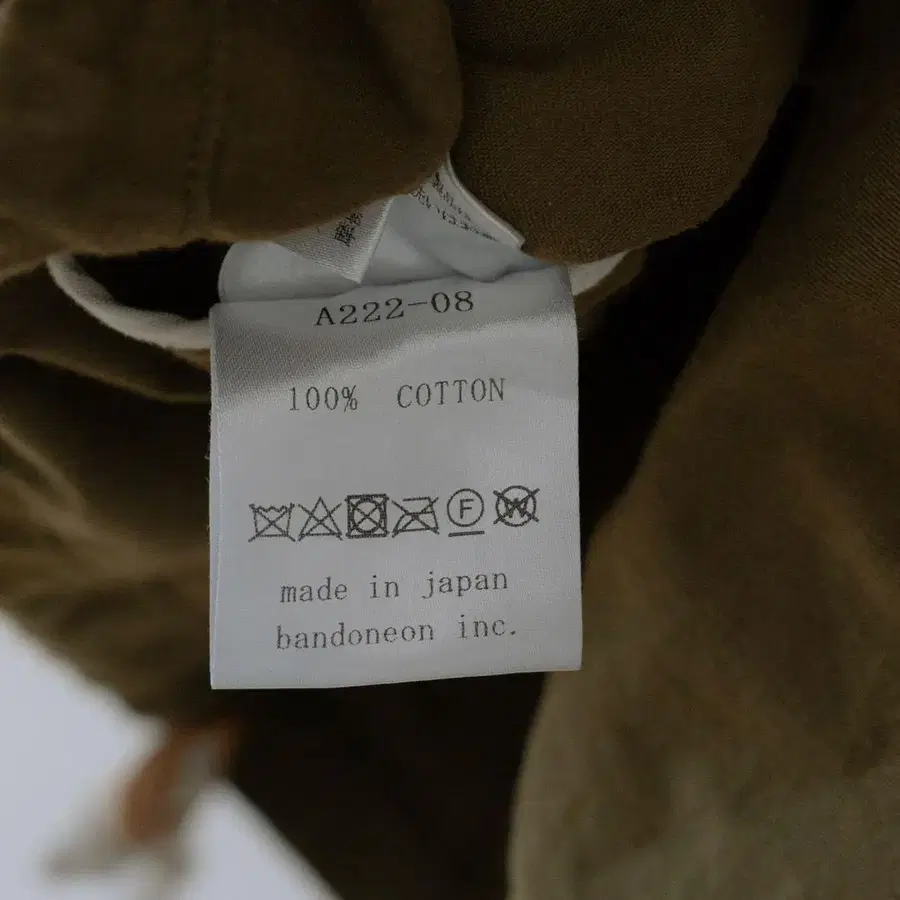 A222-08
100% COTTON
F W
made in japan
bandoneon inc.